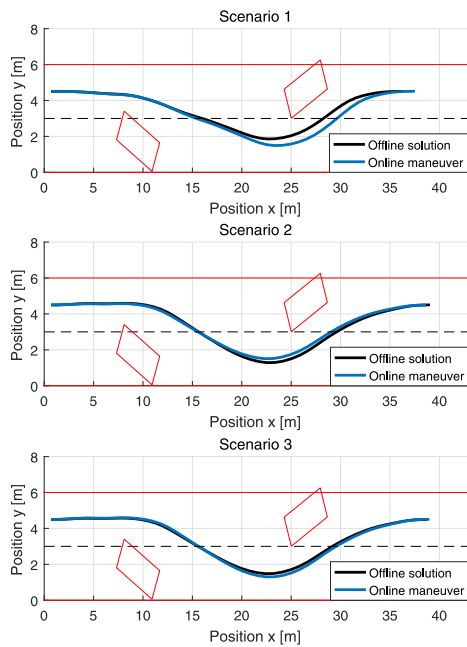 Scenario 1
8
6
4
2
0
Position y [m]
Offline solution
Online maneuver
0 5 10 15 20 25 30 35 40
Position x [m]
Scenario 2
8
6
4
2
0
Position y [m]
Offline solution
Online maneuver
0 5 10 15 20 25 30 35 40
Position x [m]
Scenario 3
8
6
4
2
0
Position y [m]
Offline solution
Online maneuver
0 5 10 15 20 25 30 35 40
Position x [m]